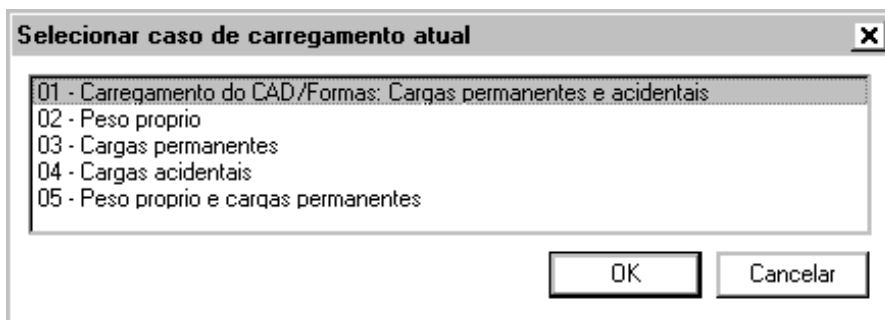 Selecionar caso de carregamento atual
01 - Carregamento do CAD/Formas: Cargas permanentes e acidentais
02 - Peso proprio
03 - Cargas permanentes
04 - Cargas acidentais
05 - Peso proprio e cargas permanentes
OK Cancelar